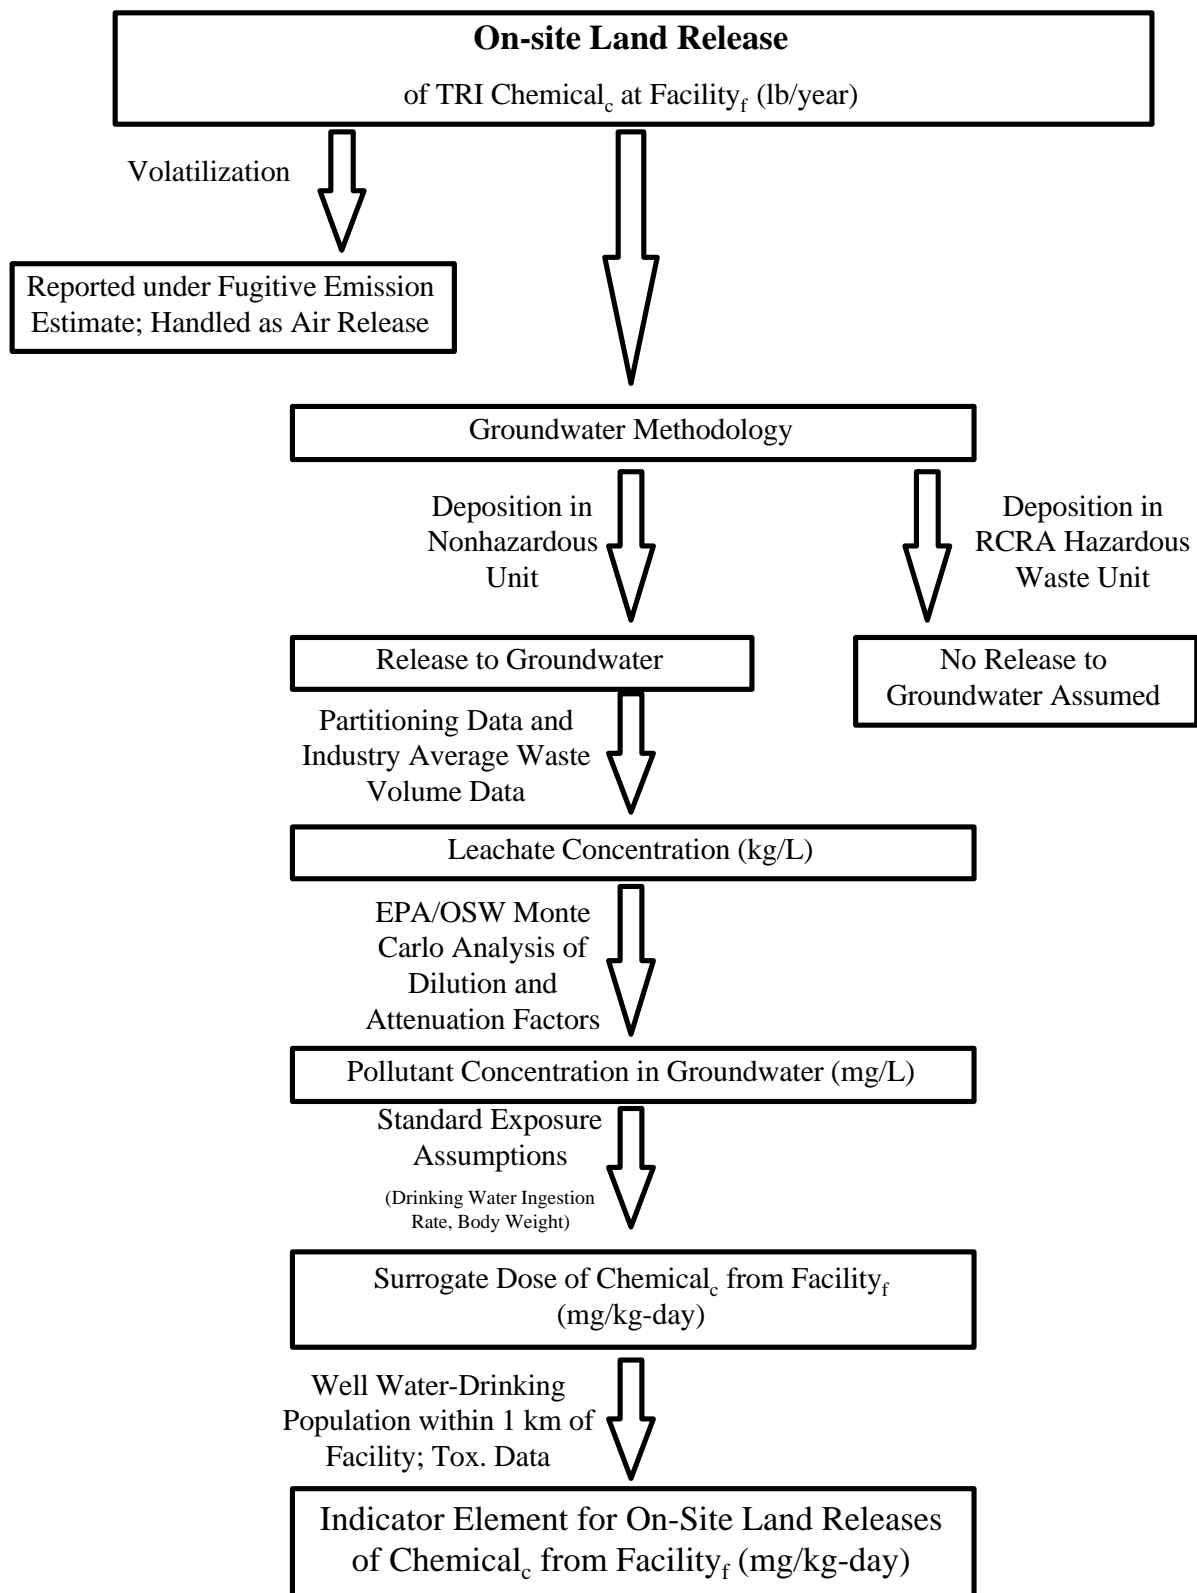 On-site Land Release
of TRI Chemical_c at Facility_f (lb/year)
Volatilization
Reported under Fugitive Emission
Estimate; Handled as Air Release
Groundwater Methodology
Deposition in
Nonhazardous
Unit
Deposition in
RCRA Hazardous
Waste Unit
Release to Groundwater
No Release to
Groundwater Assumed
Partitioning Data and
Industry Average Waste
Volume Data
Leachate Concentration (kg/L)
EPA/OSW Monte
Carlo Analysis of
Dilution and
Attenuation Factors
Pollutant Concentration in Groundwater (mg/L)
Standard Exposure
Assumptions
(Drinking Water Ingestion
Rate, Body Weight)
Surrogate Dose of Chemical_c from Facility_f
(mg/kg-day)
Well Water-Drinking
Population within 1 km of
Facility; Tox. Data
Indicator Element for On-Site Land Releases
of Chemical_c from Facility_f (mg/kg-day)